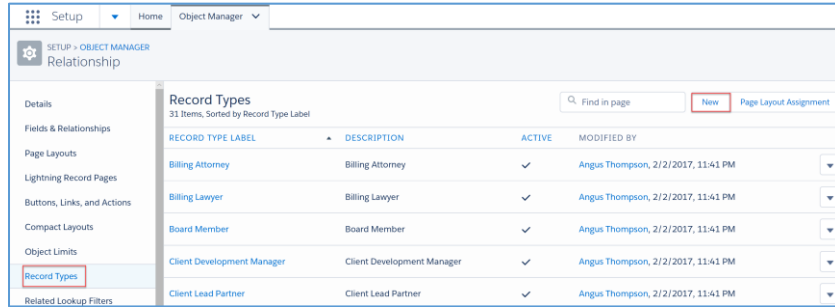 Setup
Home
Object Manager
SETUP > OBJECT MANAGER
Relationship
Details
Fields & Relationships
Page Layouts
Lightning Record Pages
Buttons, Links, and Actions
Compact Layouts
Object Limits
Record Types
Related Lookup Filters
Record Types
31 Items, Sorted by Record Type Label
Find in page
New
Page Layout Assignment
RECORD TYPE LABEL DESCRIPTION ACTIVE MODIFIED BY
Billing Attorney Billing Attorney Angus Thompson, 2/2/2017, 11:41 PM
Billing Lawyer Billing Lawyer Angus Thompson, 2/2/2017, 11:41 PM
Board Member Board Member Angus Thompson, 2/2/2017, 11:41 PM
Client Development Manager Client Development Manager Angus Thompson, 2/2/2017, 11:41 PM
Client Lead Partner Client Lead Partner Angus Thompson, 2/2/2017, 11:41 PM